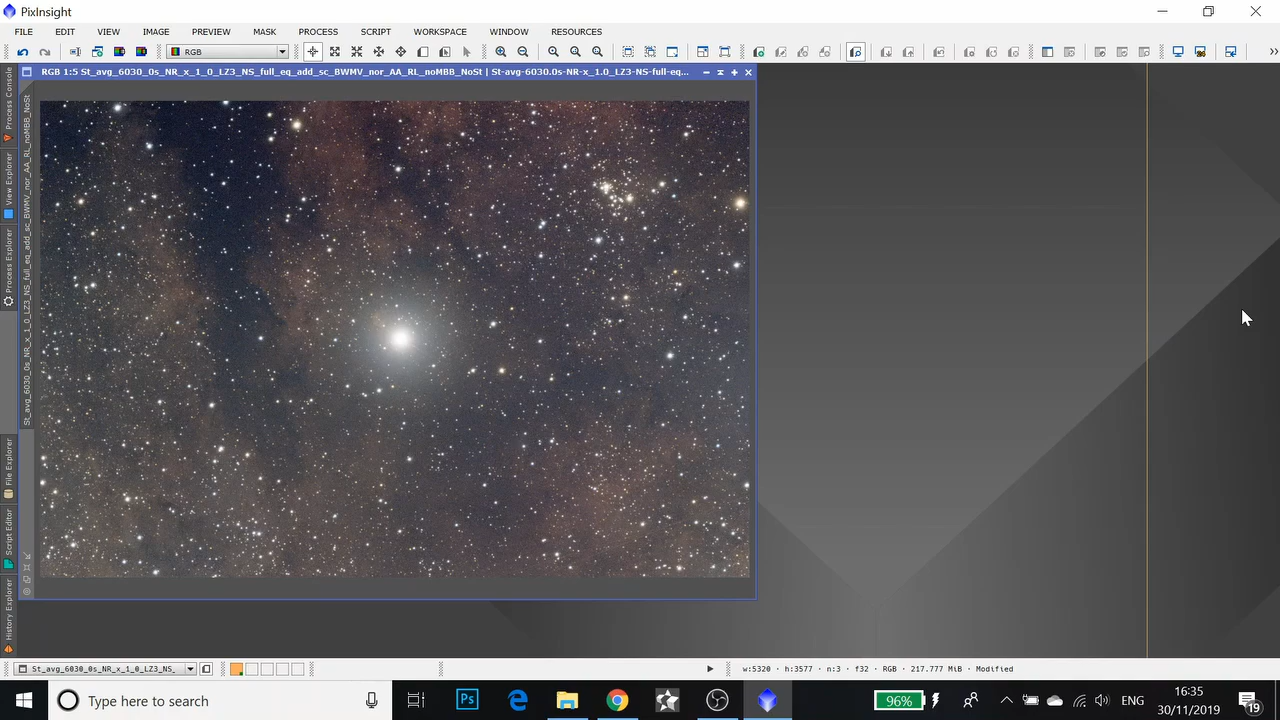 PixInsight
FILE EDIT VIEW IMAGE PROCESS SCRIPT MASK WORKSPACE WINDOW RESOURCES
RGB
RGB 1:5 St_avg_6030_0s_NR_x_1_0_LZ3_NS_full_eq_add_sc_BWMV_nor_AA_RL_noMBB_NoSt | St-avg-6030.0s-NR-x_1.0_LZ3-NS-full-eq...
Process Console
View Explorer
Process Explorer
File Explorer
Script Editor
History Explorer
St_avg_6030_0s_NR_x_1_0_LZ3_NS_full_eq_add_sc_BWMV_nor_AA_RL_noMBB_NoSt
St_avg_6030_0s_NR_x_1_0_LZ3_NS_
w:5320 · h:3577 · n:3 · f32 · RGB · 217.777 MiB · Modified
Type here to search
Ps
96%
ENG
16:35
30/11/2019
19